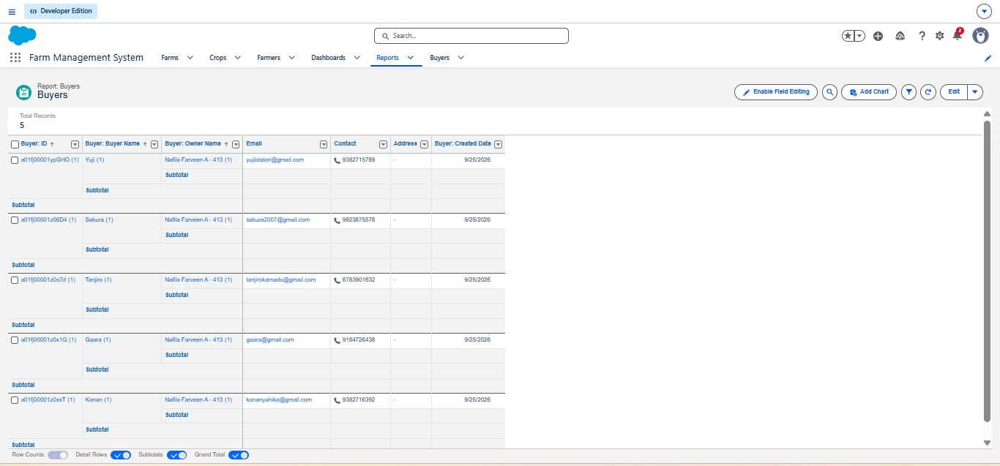 Developer Edition
Search...
2
Farm Management System
Farms
Crops
Farmers
Dashboards
Reports
Buyers
Report: Buyers
Buyers
Enable Field Editing
Add Chart
Edit
Total Records
5
Buyer: ID ↑ Buyer: Buyer Name ↑ Buyer: Owner Name ↑ Email Contact Address Buyer: Created Date
a01fj00001ypGHO (1) Yuji (1) Nafila Farveen A - 413 (1) yujiidatori@gmail.com 9382715789 - 9/25/2026
Subtotal
Subtotal
Subtotal
a01fj00001z06D4 (1) Sakura (1) Nafila Farveen A - 413 (1) sakura2007@gmail.com 9923875578 - 9/25/2026
Subtotal
Subtotal
Subtotal
a01fj00001z0o7d (1) Tanjiro (1) Nafila Farveen A - 413 (1) tanjirokamado@gmail.com 6783901632 - 9/25/2026
Subtotal
Subtotal
Subtotal
a01fj00001z0x1G (1) Gaara (1) Nafila Farveen A - 413 (1) gaara@gmail.com 9184726438 - 9/25/2026
Subtotal
Subtotal
Subtotal
a01fj00001z0xsT (1) Konan (1) Nafila Farveen A - 413 (1) konanyahiko@gmail.com 9382716392 - 9/25/2026
Subtotal
Subtotal
Subtotal
Row Counts Detail Rows Subtotals Grand Total